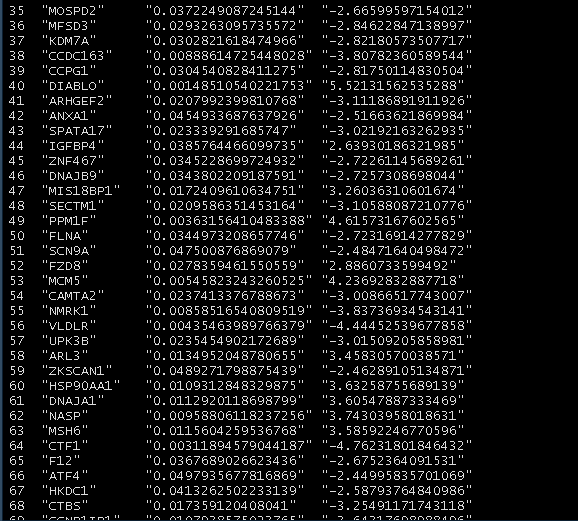 35 "MOSPD2" "0.0372249087245144" "-2.66599597154012"
36 "MFSD3" "0.0293263095735572" "-2.84622847138997"
37 "KDM7A" "0.0302821618474966" "-2.82180573507717"
38 "CCDC163" "0.00888614725448028" "-3.80782360589544"
39 "CCPG1" "0.0304540828411275" "-2.81750114830504"
40 "DIABLO" "0.00148510540221753" "5.52131562535288"
41 "ARHGEF2" "0.0207992399810768" "-3.11186891911926"
42 "ANXA1" "0.0454933687637926" "-2.51663621869984"
43 "SPATA17" "0.023339291685747" "-3.02192163262935"
44 "IGFBP4" "0.0385764466099735" "2.63930186321985"
45 "ZNF467" "0.0345228699724932" "-2.72261145689261"
46 "DNAJB9" "0.0343802209187591" "-2.7257308698044"
47 "MIS18BP1" "0.0172409610634751" "3.26036310601674"
48 "SECTM1" "0.0209586351453164" "-3.10588087210776"
49 "PPM1F" "0.00363156410483388" "4.61573167602565"
50 "FLNA" "0.0344973208657746" "-2.72316914277829"
51 "SCN9A" "0.047500876869079" "-2.48471640498472"
52 "FZD8" "0.0278359461550559" "2.8860733599492"
53 "MCM5" "0.00545823243260525" "4.23692832887718"
54 "CAMTA2" "0.0237413376788673" "-3.00866517743007"
55 "NMRK1" "0.00858516540809519" "-3.83736934543141"
56 "VLDLR" "0.00435463989766379" "-4.44452539677858"
57 "UPK3B" "0.0235454902172689" "-3.01509205858981"
58 "ARL3" "0.0134952048780655" "3.45830570038571"
59 "ZKSCAN1" "0.0489271798875439" "-2.46289105134871"
60 "HSP90AA1" "0.0109312848329875" "3.63258755689139"
61 "DNAJA1" "0.0112920118698799" "3.60547887333469"
62 "NASP" "0.00958806118237256" "3.74303958018631"
63 "MSH6" "0.0115604259536768" "3.58592246770596"
64 "CTF1" "0.00311894579044187" "-4.76231801846432"
65 "F12" "0.0367689026623436" "-2.6752364091531"
66 "ATF4" "0.0497935677816869" "-2.44995835701069"
67 "HKDC1" "0.0413262502233139" "-2.58793764840986"
68 "CTBS" "0.017359120408041" "-3.25491171743118"